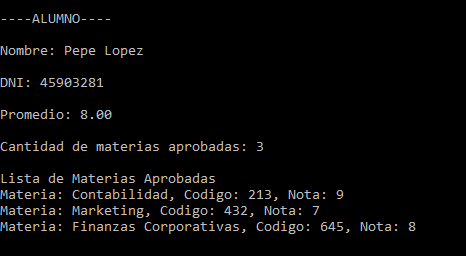 ----ALUMNO----
Nombre: Pepe Lopez
DNI: 45903281
Promedio: 8.00
Cantidad de materias aprobadas: 3
Lista de Materias Aprobadas
Materia: Contabilidad, Codigo: 213, Nota: 9
Materia: Marketing, Codigo: 432, Nota: 7
Materia: Finanzas Corporativas, Codigo: 645, Nota: 8